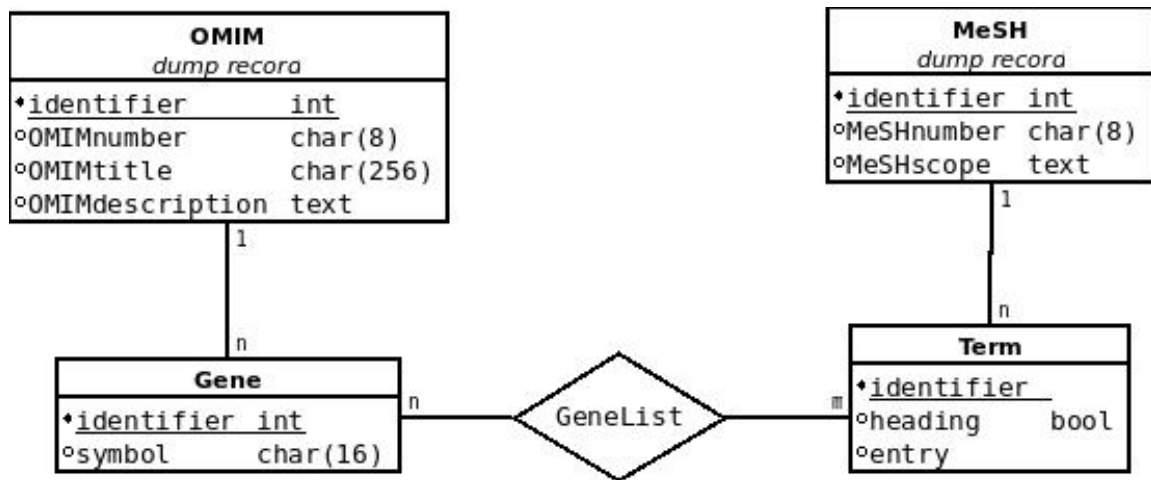 OMIM
dump recora
identifier int
OMIMnumber char(8)
OMIMtitle char(256)
OMIMdescription text
MeSH
dump recora
identifier int
MeSHnumber char(8)
MeSHscope text
1
1
n
n
Gene
identifier int
symbol char(16)
n
GeneList
m
Term
identifier
heading bool
entry